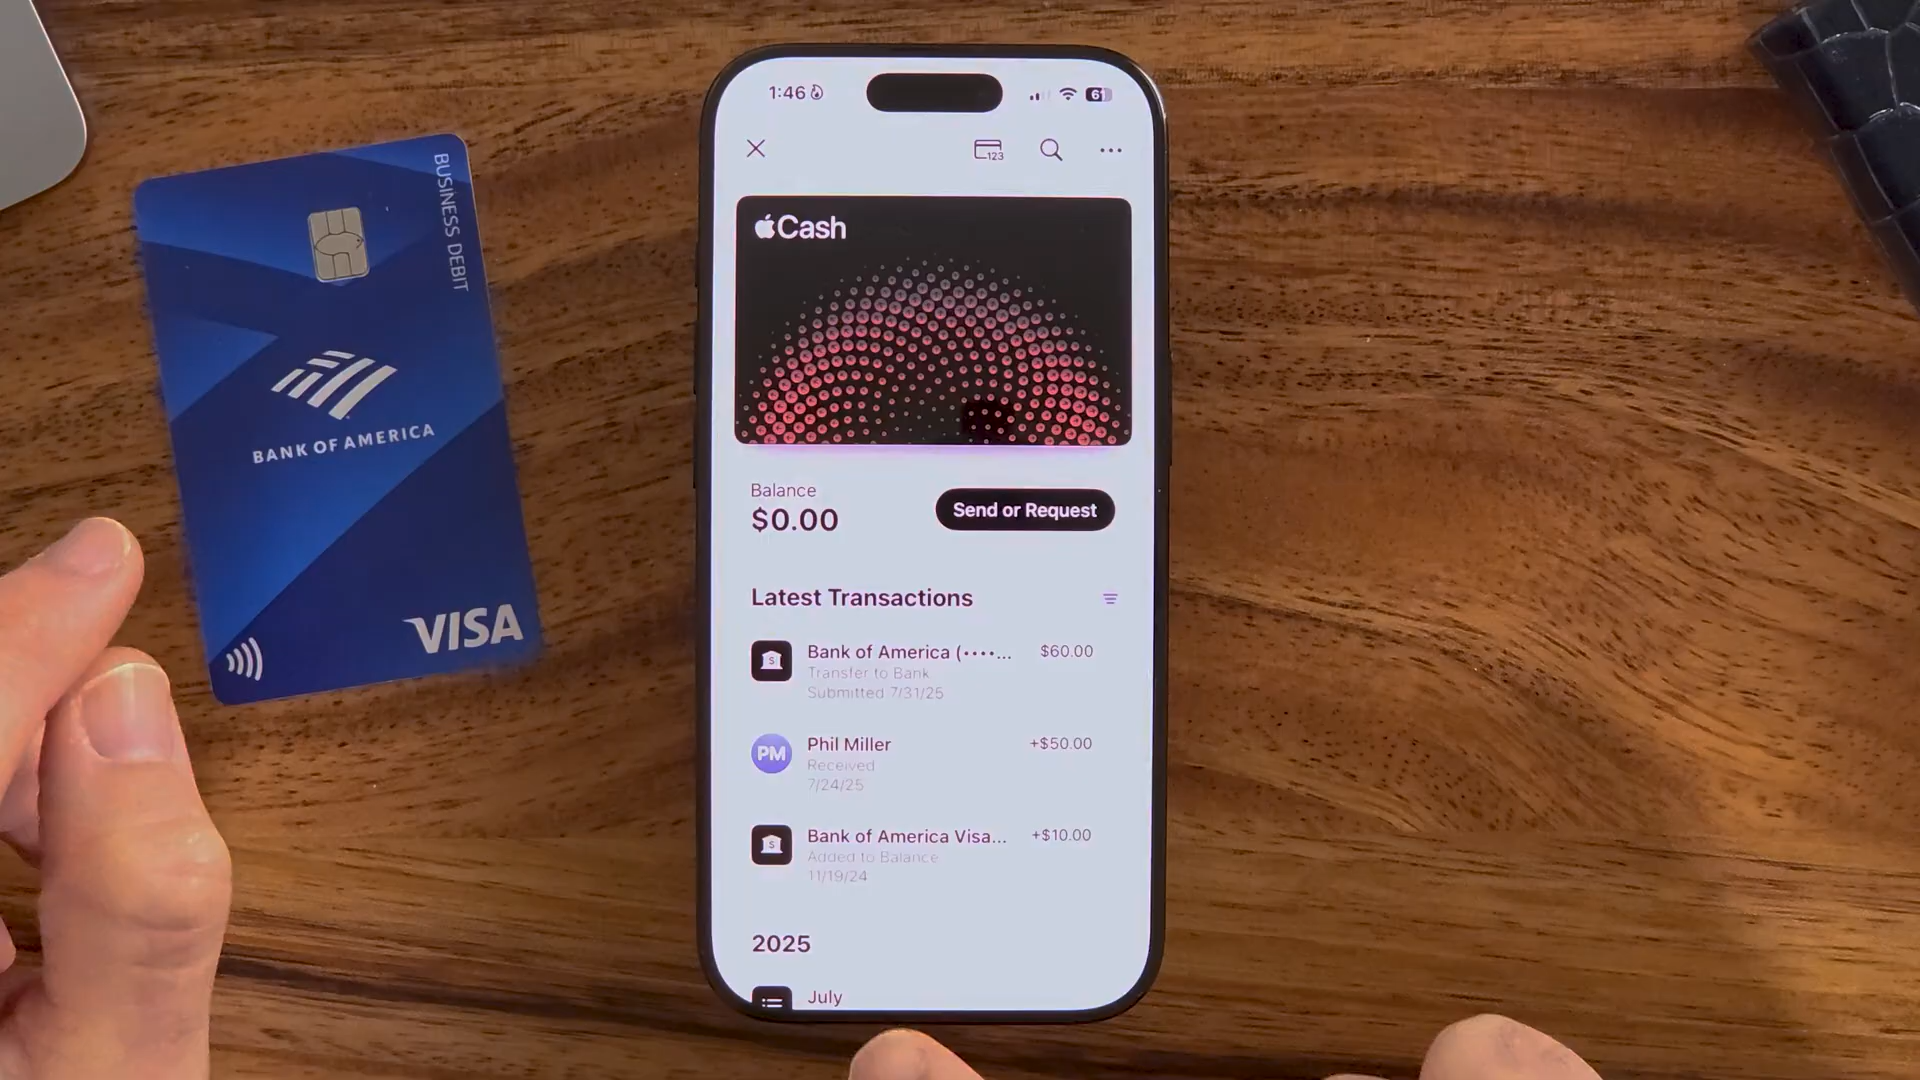 BUSINESS DEBIT
BANK OF AMERICA
VISA
1:46
61
123
Cash
Balance
$0.00
Send or Request
Latest Transactions
Bank of America (····...
$60.00
Transfer to Bank
Submitted 7/31/25
PM
Phil Miller
+$50.00
Received
7/24/25
Bank of America Visa...
+$10.00
Added to Balance
11/19/24
2025
July